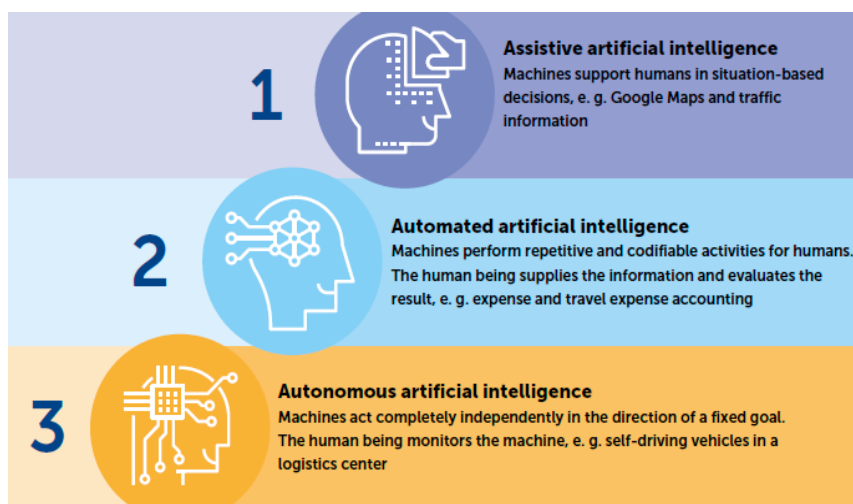 1
Assistive artificial intelligence
Machines support humans in situation-based
decisions, e. g. Google Maps and traffic
information
2
Automated artificial intelligence
Machines perform repetitive and codifiable activities for humans.
The human being supplies the information and evaluates the
result, e. g. expense and travel expense accounting
3
Autonomous artificial intelligence
Machines act completely independently in the direction of a fixed goal.
The human being monitors the machine, e. g. self-driving vehicles in a
logistics center